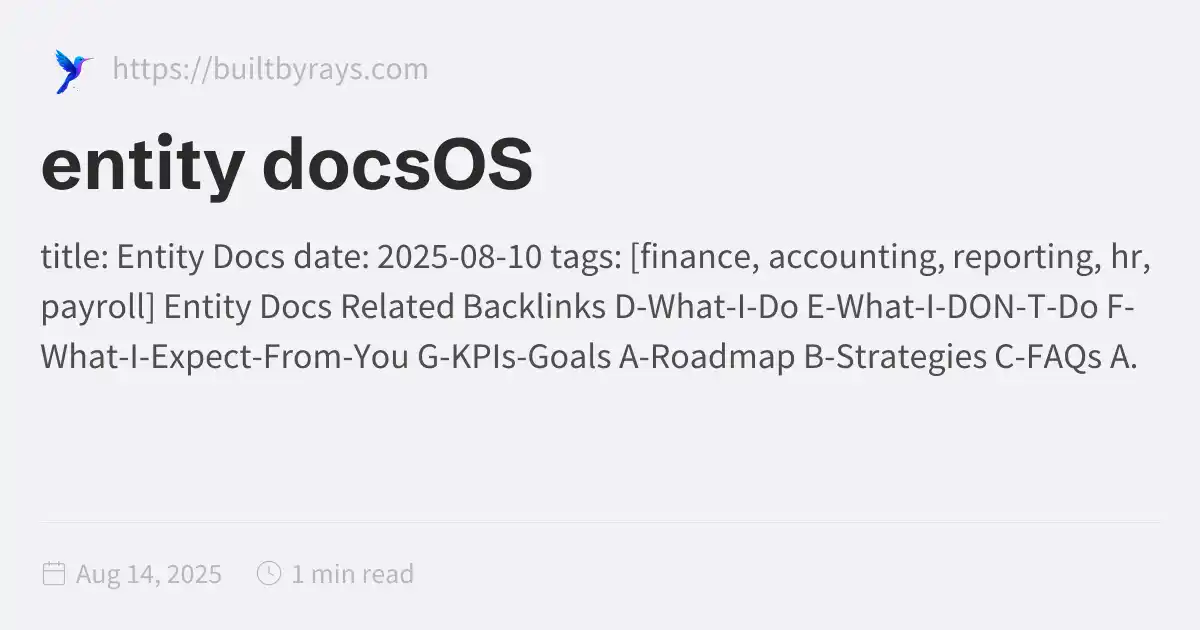 https://builtbyrays.com
entity docsOS
title: Entity Docs date: 2025-08-10 tags: [finance, accounting, reporting, hr,
payroll] Entity Docs Related Backlinks D-What-I-Do E-What-I-DON-T-Do F-
What-I-Expect-From-You G-KPIs-Goals A-Roadmap B-Strategies C-FAQs A.
Aug 14, 2025 1 min read